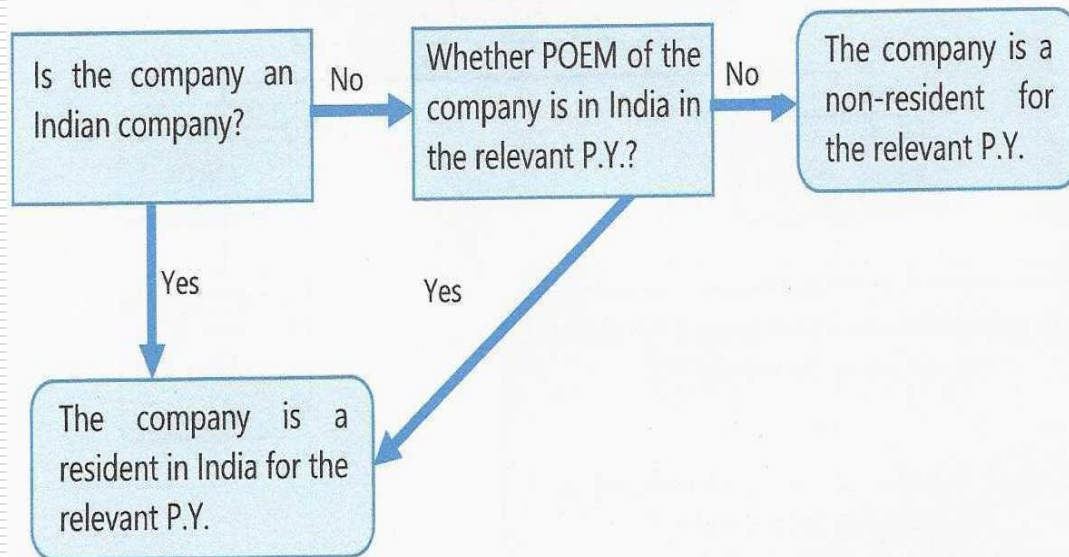 Is the company an
Indian company?
No
Whether POEM of the
company is in India in
the relevant P.Y.?
No
The company is a
non-resident for
the relevant P.Y.
Yes
Yes
The company is a
resident in India for the
relevant P.Y.